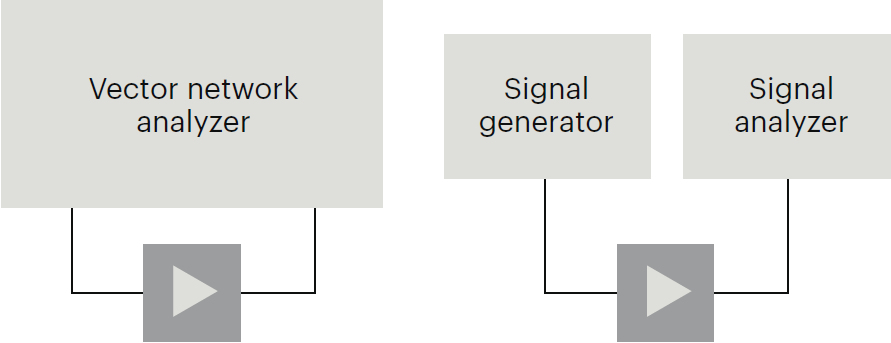 Vector network
analyzer
Signal
generator
Signal
analyzer